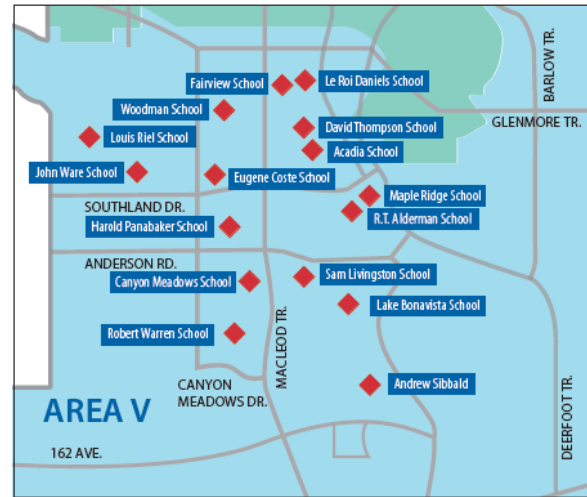 Fairview School
Le Roi Daniels School
BARLOW TR.
Woodman School
GLENMORE TR.
David Thompson School
Louis Riel School
Acadia School
John Ware School
Eugene Coste School
Maple Ridge School
SOUTHLAND DR.
R.T. Alderman School
Harold Panabaker School
ANDERSON RD.
Sam Livingston School
Canyon Meadows School
Lake Bonavista School
Robert Warren School
MACLEOD TR.
CANYON
MEADOWS DR.
Andrew Sibbald
AREA V
DEERFOOT TR.
162 AVE.